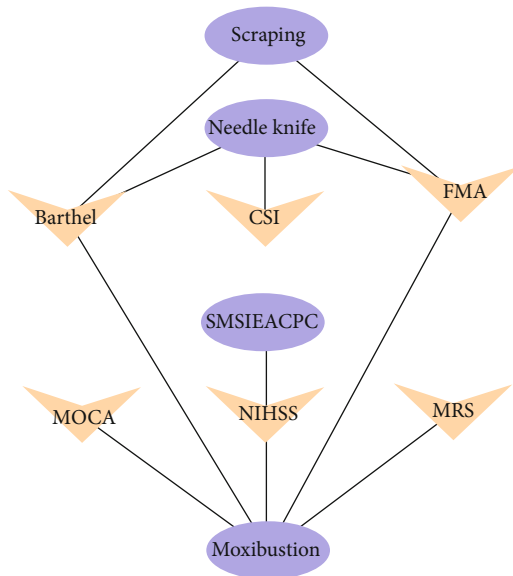 Scraping
Needle knife
Barthel
CSI
FMA
SMSIEACPC
MOCA
NIHSS
MRS
Moxibustion